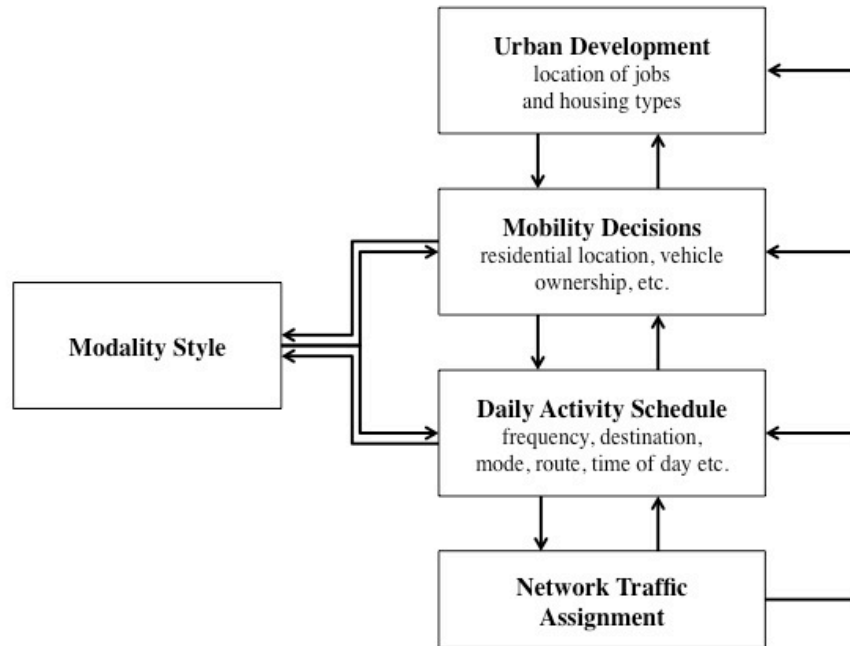 Urban Development
location of jobs
and housing types
Mobility Decisions
residential location, vehicle
ownership, etc.
Modality Style
Daily Activity Schedule
frequency, destination,
mode, route, time of day etc.
Network Traffic
Assignment